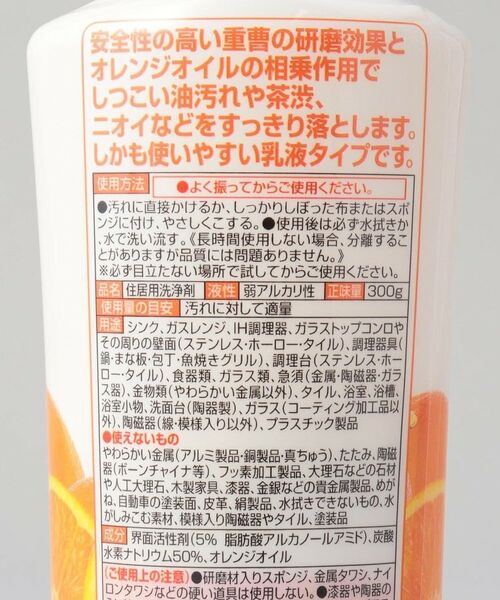 安全性の高い重曹の研磨効果と
オレンジオイルの相乗作用で
しつこい油汚れや茶渋、
ニオイなどをすっきり落とします。
しかも使いやすい乳液タイプです。
使用方法 ●よく振ってからご使用ください。
●汚れに直接かけるか、しっかりしぼった布またはスポ
ンジに付け、やさしくこする。●使用後は必ず水拭きか
、水で洗い流す。《長時間使用しない場合、分離するこ
とがありますが品質には問題ありません。》
※必ず目立たない場所で試してからご使用ください。
品名 住居用洗浄剤 液性 弱アルカリ性 正味量 300g
使用量の目安 汚れに対して適量
用途 シンク、ガスレンジ、IH調理器、ガラストップコンロや
その周りの壁面(ステンレス・ホーロー・タイル)、調理器具(
鍋・まな板・包丁・魚焼きグリル)、調理台(ステンレス・ホー
ロー・タイル)、食器類、ガラス類、急須(金属・陶磁器・ガラ
ス器)、金物類(やわらかい金属以外)、タイル、浴室、浴槽、
浴室小物、洗面台(陶器製)、ガラス(コーティング加工品以
外)、陶磁器(線・模様入り以外)、プラスチック製品
●使えないもの
やわらかい金属(アルミ製品・銅製品・真ちゅう)、たたみ、陶磁
器(ボーンチャイナ等)、フッ素加工製品、大理石などの石材
や人工大理石、木製家具、漆器、金銀などの貴金属製品、めが
ね、自動車の塗装面、皮革、絹製品、水拭きできないもの、水
がしみこむ素材、模様入り陶磁器やタイル、塗装品
成分 界面活性剤(5% 脂肪酸アルカノールアミド)、炭酸
水素ナトリウム50%、オレンジオイル
(ご使用上の注意) ●研磨材入りスポンジ、金属タワシ、ナイ
ロンタワシなどの硬い道具は使用しない。●漆器や陶器の